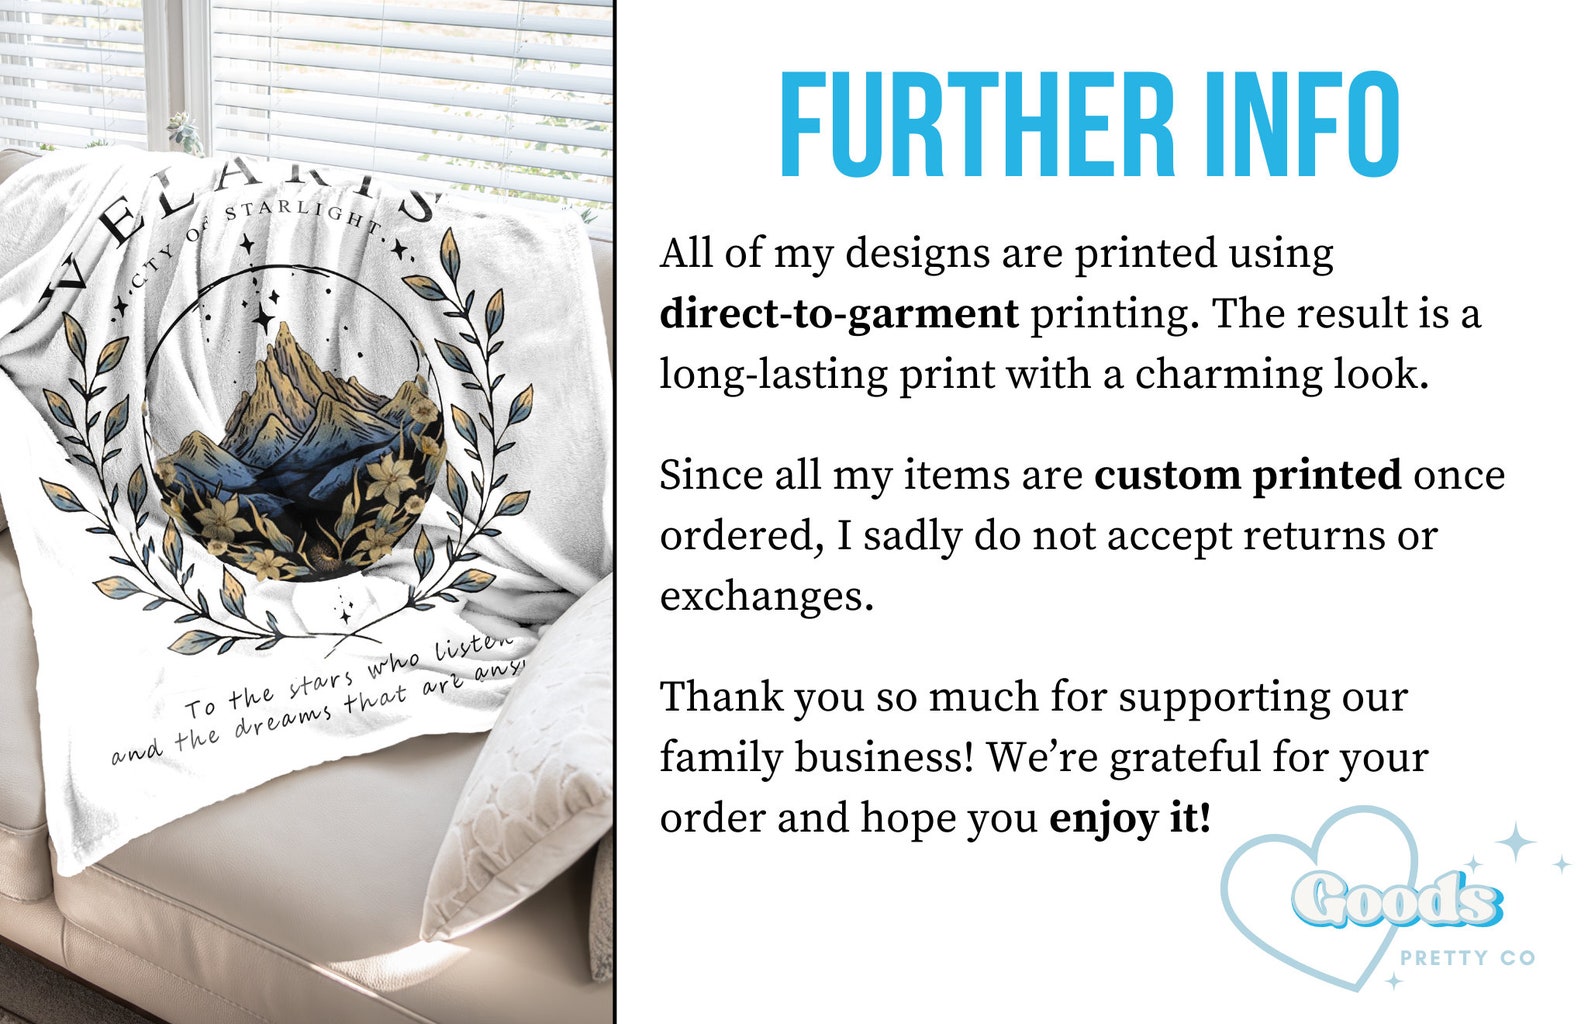 VELARIS
CTY OF STARLIGHT
To the stars who listen
and the dreams that are
FURTHER INFO
All of my designs are printed using
direct-to-garment printing. The result is a
long-lasting print with a charming look.
Since all my items are custom printed once
ordered, I sadly do not accept returns or
exchanges.
Thank you so much for supporting our
family business! We’re grateful for your
order and hope you enjoy it!
Goods
PRETTY CO